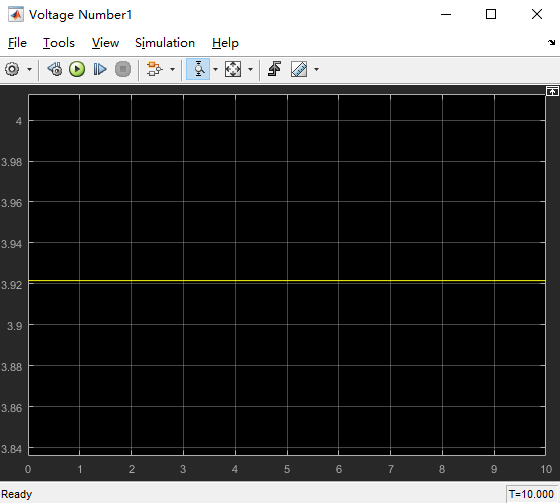 Voltage Number1
File Tools View Simulation Help
4
3.98
3.96
3.94
3.92
3.9
3.88
3.86
3.84
0 1 2 3 4 5 6 7 8 9 10
Ready T=10.000